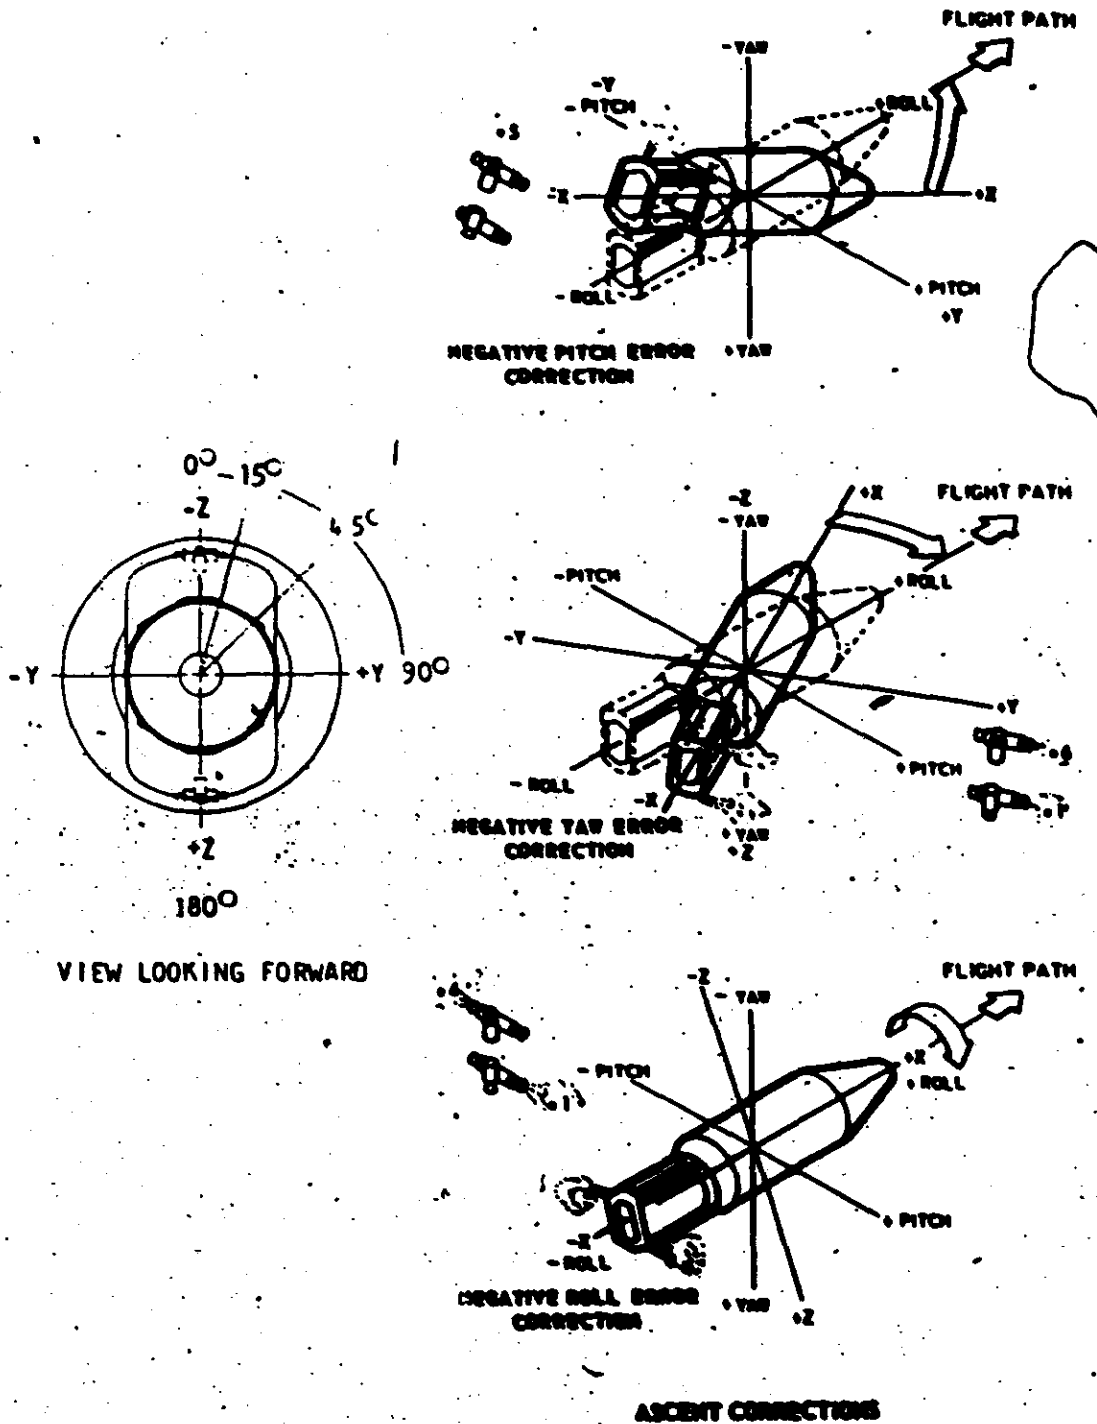 FLIGHT PATH
-YAW
-Y
-PITCH
+ROLL
+5
-X
+X
-ROLL
+PITCH
+Y
NEGATIVE PITCH ERROR
CORRECTION
+YAW
0° -15°
-Z
45°
-Y
+Y 90°
+Z
180°
VIEW LOOKING FORWARD
-Z
-YAW
+X
FLIGHT PATH
-PITCH
+ROLL
-Y
+Y
+PITCH
-ROLL
-X
NEGATIVE YAW ERROR
CORRECTION
+YAW
+Z
-Z
-YAW
FLIGHT PATH
-PITCH
+X
+ROLL
+PITCH
-X
-ROLL
NEGATIVE ROLL ERROR
CORRECTION
+YAW
+Z
ASCENT CORRECTIONS